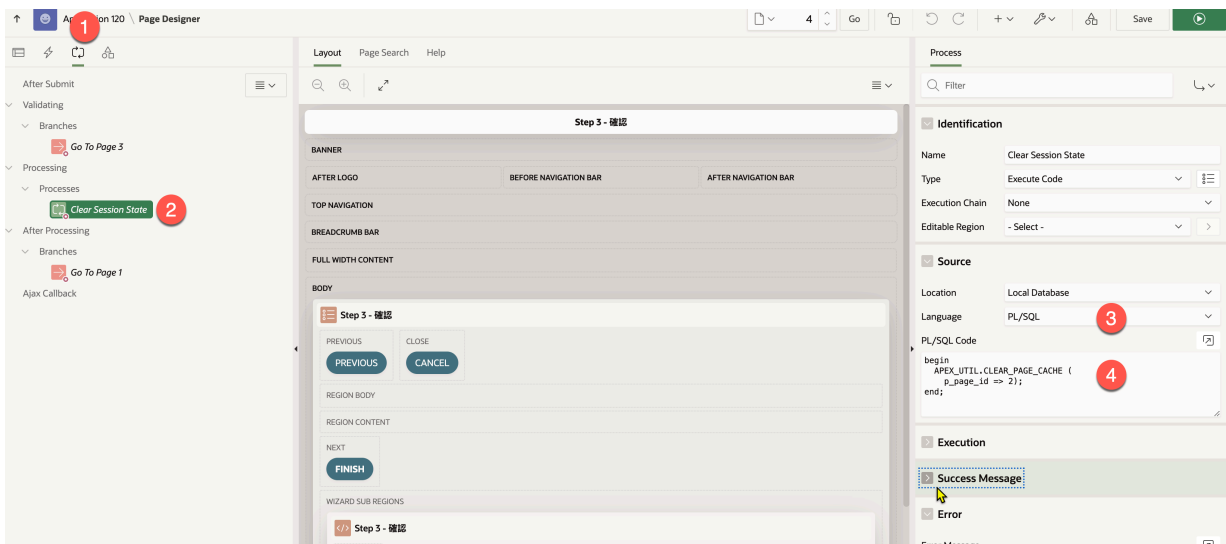 Ap
on 120 \ Page Designer
4
Go
Save
1
Layout
Page Search
Help
Process
After Submit
Validating
Branches
Go To Page 3
Processing
Processes
Clear Session State
2
After Processing
Branches
Go To Page 1
Ajax Callback
Step 3 - 確認
BANNER
AFTER LOGO
BEFORE NAVIGATION BAR
AFTER NAVIGATION BAR
TOP NAVIGATION
BREADCRUMB BAR
FULL WIDTH CONTENT
BODY
Step 3 - 確認
PREVIOUS
CLOSE
PREVIOUS
CANCEL
REGION BODY
REGION CONTENT
NEXT
FINISH
WIZARD SUB REGIONS
Step 3 - 確認
Filter
Identification
Name
Clear Session State
Type
Execute Code
Execution Chain
None
Editable Region
- Select -
Source
Location
Local Database
Language
PL/SQL
3
PL/SQL Code
begin
APEX_UTIL.CLEAR_PAGE_CACHE (
p_page_id => 2);
end;
4
Execution
Success Message
Error